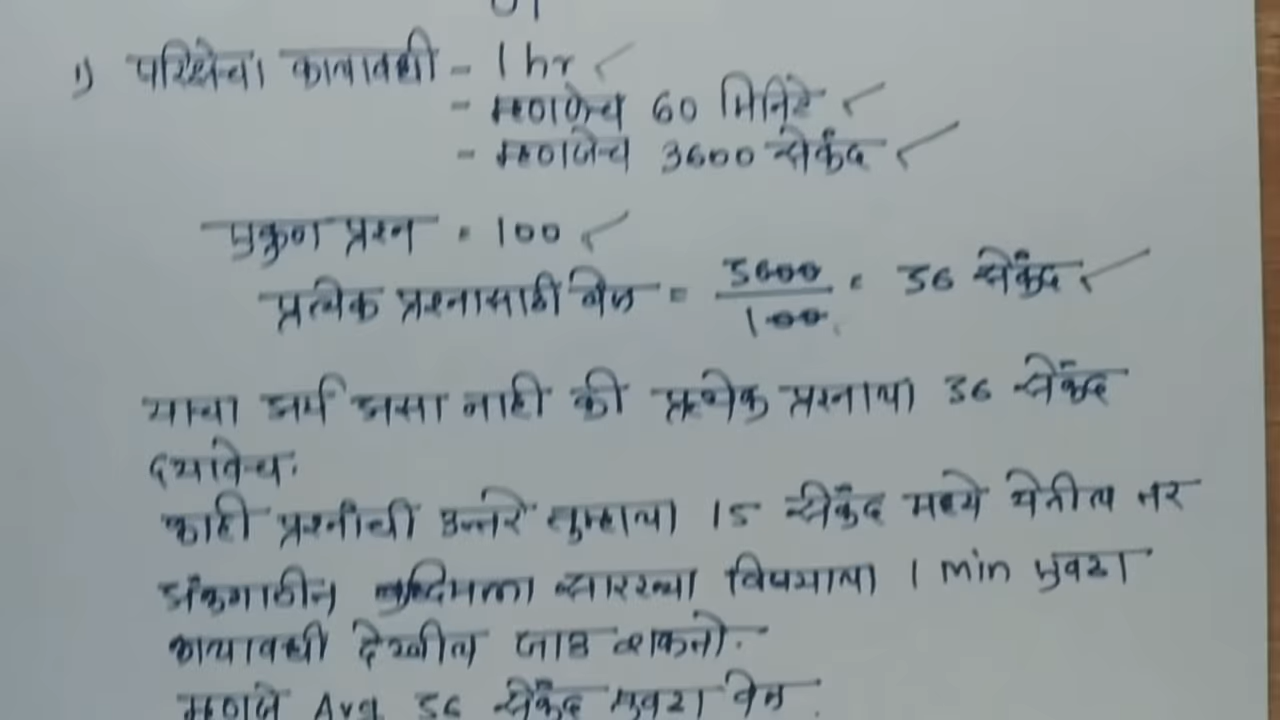 १) परिक्षेचा कालावधी - 1 hr ✓
- म्हणजेच 60 मिनिटे ✓
- म्हणजेच 3600 सेकंद ✓
एकुण प्रश्न = 100 ✓
प्रत्येक प्रश्नासाठी वेळ = 3600/100 = 36 सेकंद ✓
याचा अर्थ असा नाही की प्रत्येक प्रश्नाला 36 सेकंद
द्यावेच.
काही प्रश्नांची उत्तरे तुम्हाला 15 सेकंद मध्ये येतील तर
अंकगणित, बुद्धिमत्ता सारख्या विषयाला 1 min एवढा
कालावधी देखील जाऊ शकतो.
म्हणजे Avg 36 सेकंद एवढा वेळ.